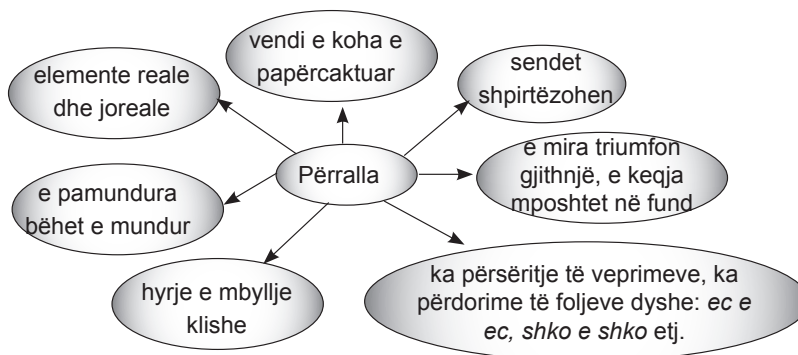 vendi e koha e
papërcaktuar
elemente reale
dhe joreale
sendet
shpirtëzohen
Përralla
e mira triumfon
gjithnjë, e keqja
mposhtet në fund
e pamundura
bëhet e mundur
hyrje e mbyllje
klishe
ka përsëritje të veprimeve, ka
përdorime të foljeve dyshe: ec e
ec, shko e shko etj.